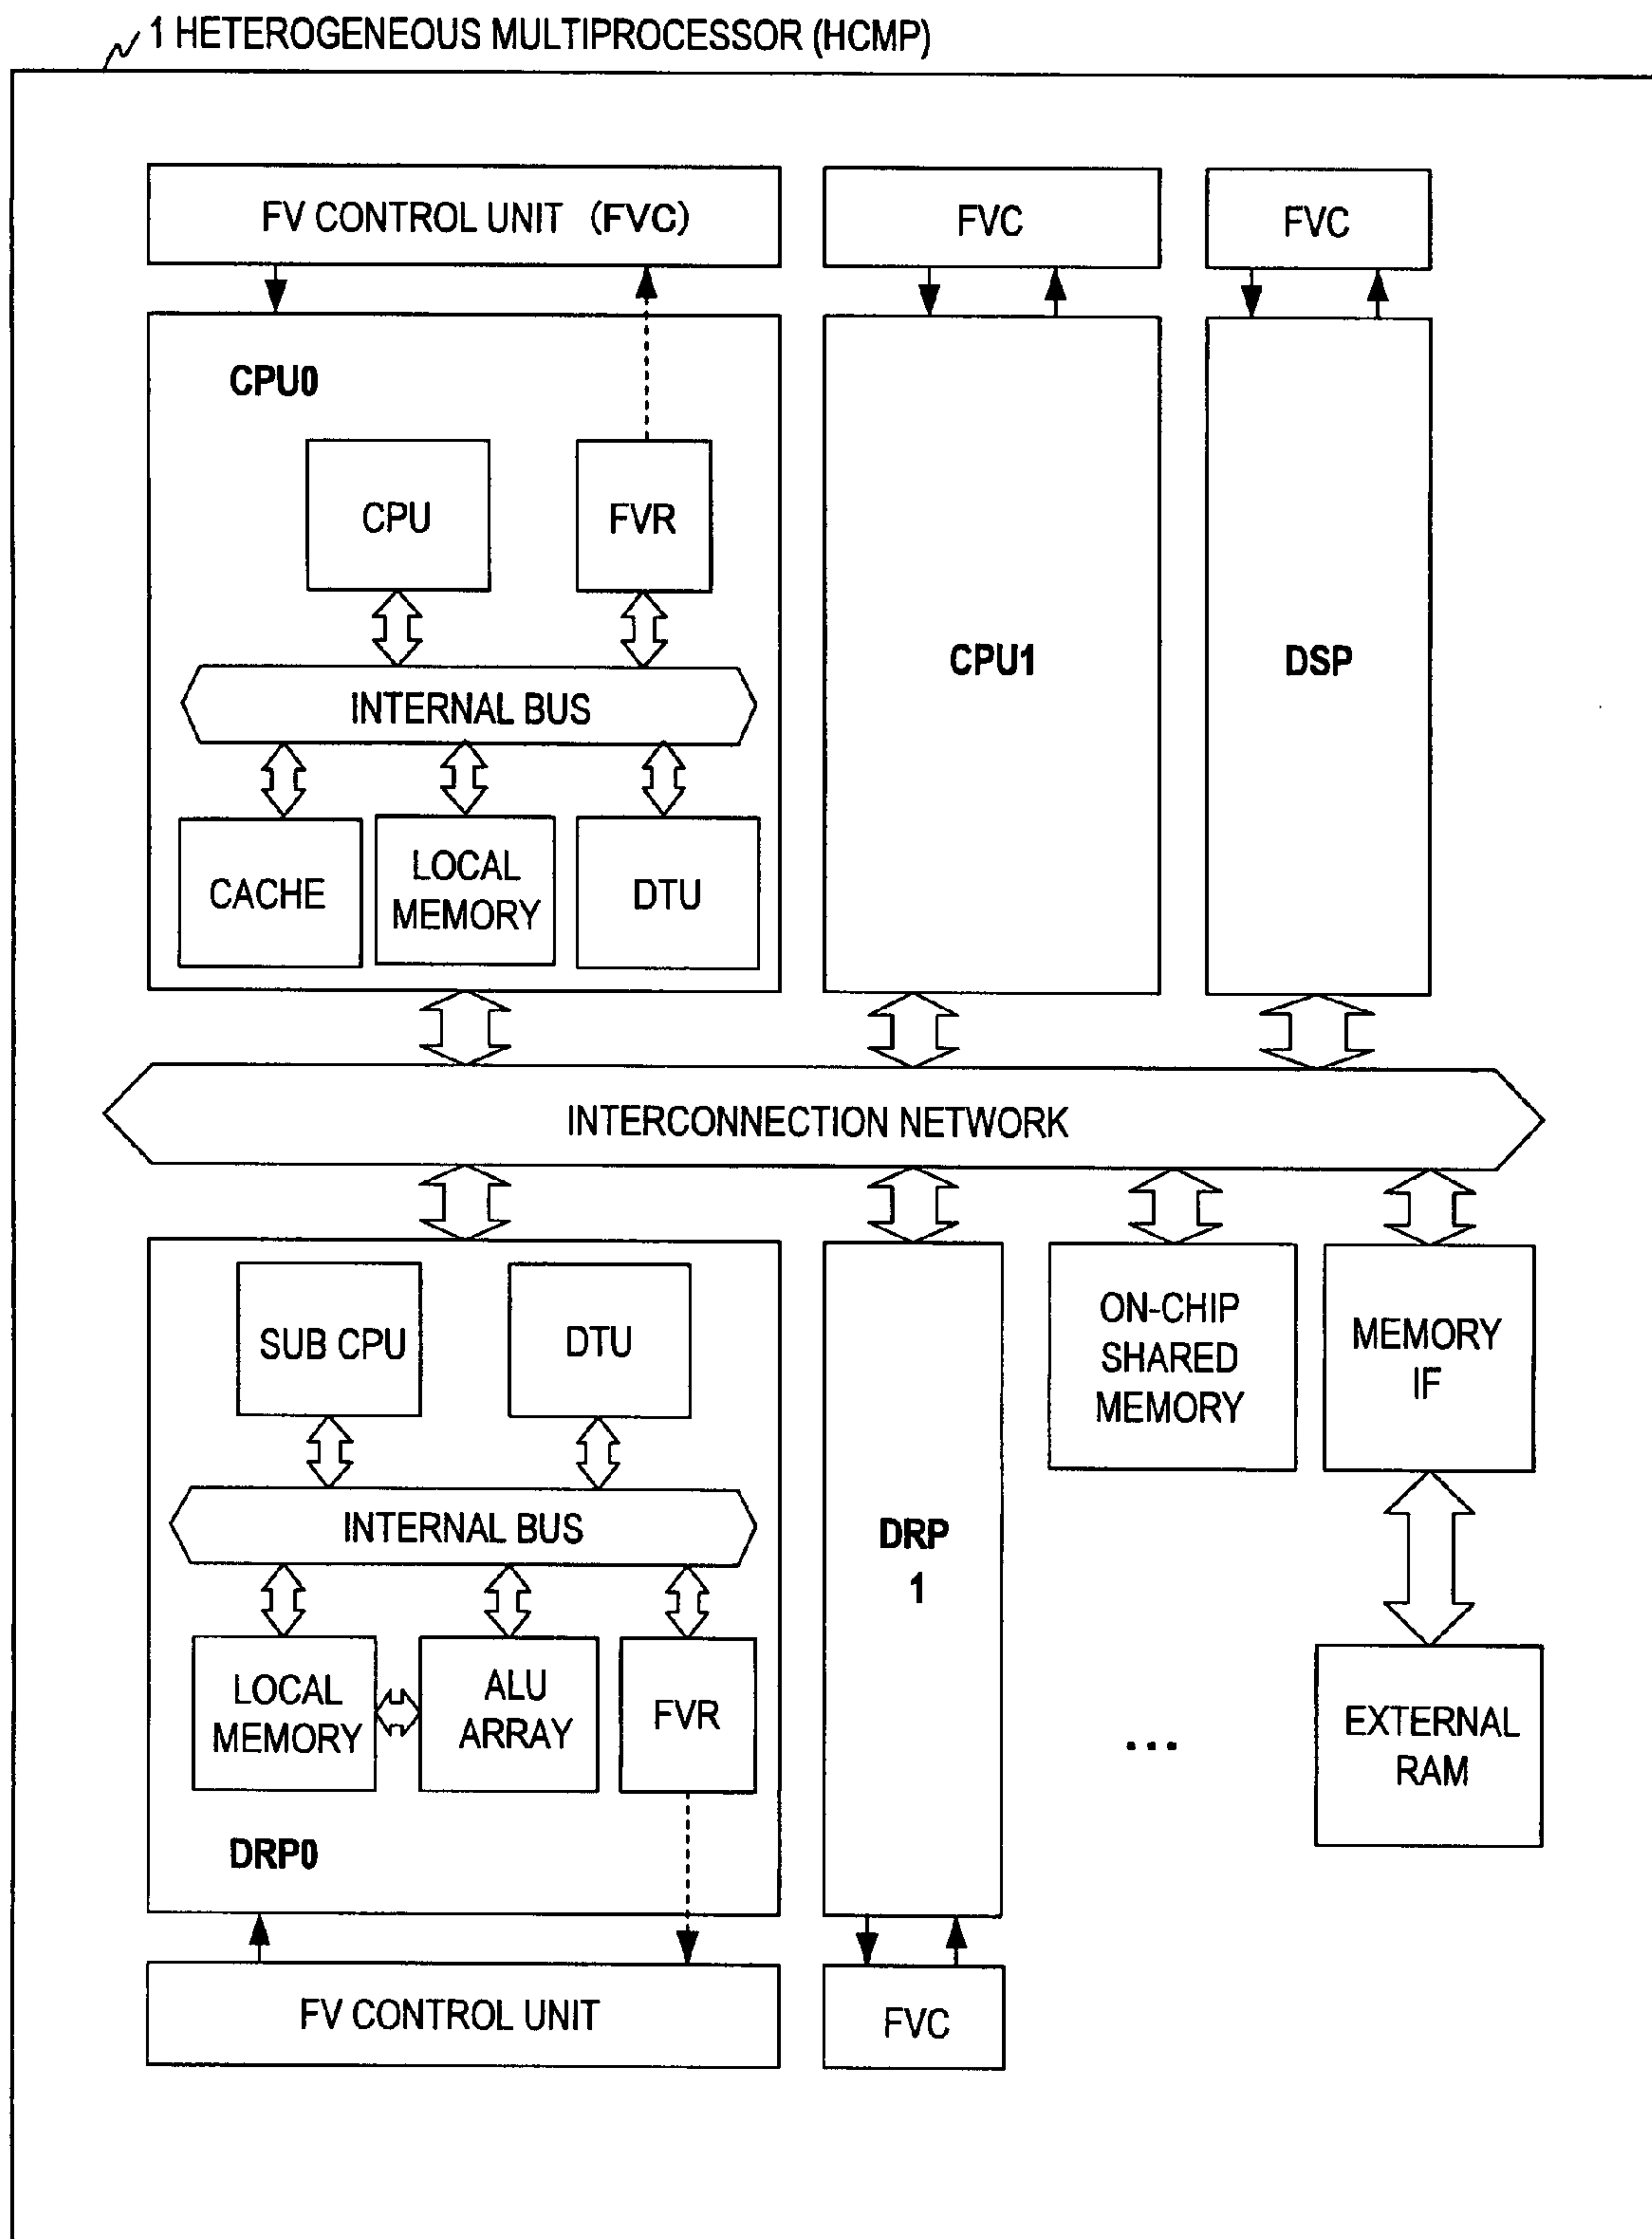 1 HETEROGENEOUS MULTIPROCESSOR (HCMP)
FV CONTROL UNIT (FVC)
FVC
FVC
CPU0
CPU
FVR
INTERNAL BUS
CACHE
LOCAL
MEMORY
DTU
CPU1
DSP
INTERCONNECTION NETWORK
SUB CPU
DTU
INTERNAL BUS
LOCAL
MEMORY
ALU
ARRAY
FVR
DRP0
FV CONTROL UNIT
DRP
1
FVC
ON-CHIP
SHARED
MEMORY
MEMORY
IF
...
EXTERNAL
RAM